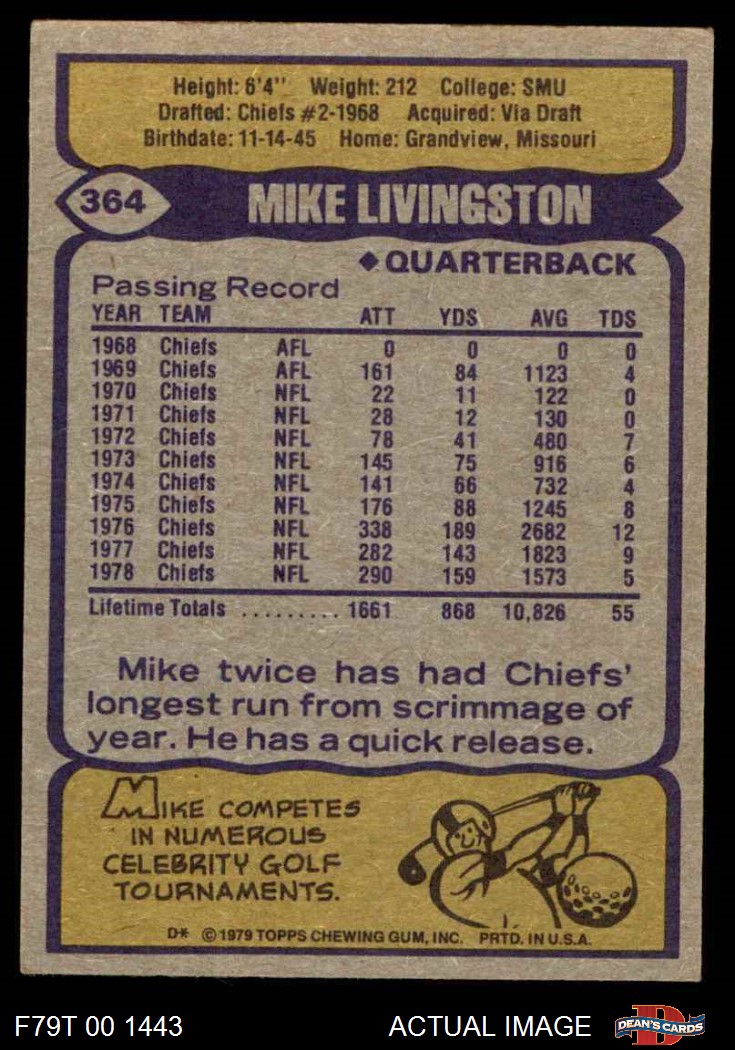 Height: 6'4'' Weight: 212 College: SMU
Drafted: Chiefs #2-1968 Acquired: Via Draft
Birthdate: 11-14-45 Home: Grandview, Missouri
364 MIKE LIVINGSTON
◆QUARTERBACK
Passing Record
YEAR TEAM ATT YDS AVG TDS
1968 Chiefs AFL 0 0 0 0
1969 Chiefs AFL 161 84 1123 4
1970 Chiefs NFL 22 11 122 0
1971 Chiefs NFL 28 12 130 0
1972 Chiefs NFL 78 41 480 7
1973 Chiefs NFL 145 75 916 6
1974 Chiefs NFL 141 66 732 4
1975 Chiefs NFL 176 88 1245 8
1976 Chiefs NFL 338 189 2682 12
1977 Chiefs NFL 282 143 1823 9
1978 Chiefs NFL 290 159 1573 5
Lifetime Totals .......... 1661 868 10,826 55
Mike twice has had Chiefs'
longest run from scrimmage of
year. He has a quick release.
MIKE COMPETES
IN NUMEROUS
CELEBRITY GOLF
TOURNAMENTS.
D* © 1979 TOPPS CHEWING GUM, INC. PRTD. IN U.S.A.
F79T 00 1443 ACTUAL IMAGE D DEAN'S CARDS